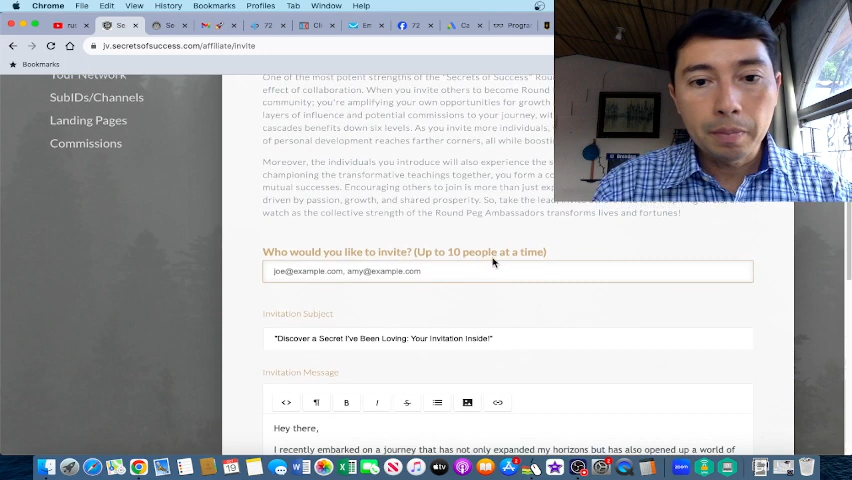 Chrome File Edit View History Bookmarks Profiles Tab Window Help
72 72 Progra
jv.secretsofsuccess.com/affiliate/invite
Bookmarks
Your Network
SubIDs/Channels
Landing Pages
Commissions
One of the most potent strengths of the "Secrets of Success" Rou
effect of collaboration. When you invite others to become Round
community; you're amplifying your own opportunities for growth
layers of influence and potential commissions to your journey, wit
cascades benefits down six levels. As you invite more individuals,
of personal development reaches farther corners, all while boostin
Moreover, the individuals you introduce will also experience the s
championing the transformative teachings together, you form a c
mutual successes. Encouraging others to join is more than just exp
driven by passion, growth, and shared prosperity. So, take the lead
watch as the collective strength of the Round Peg Ambassadors transforms lives and fortunes!
Who would you like to invite? (Up to 10 people at a time)
joe@example.com, amy@example.com
Invitation Subject
"Discover a Secret I've Been Loving: Your Invitation Inside!"
Invitation Message
B I S
Hey there,
I recently embarked on a journey that has not only expanded my horizons but has also opened up a world of
19 zoom